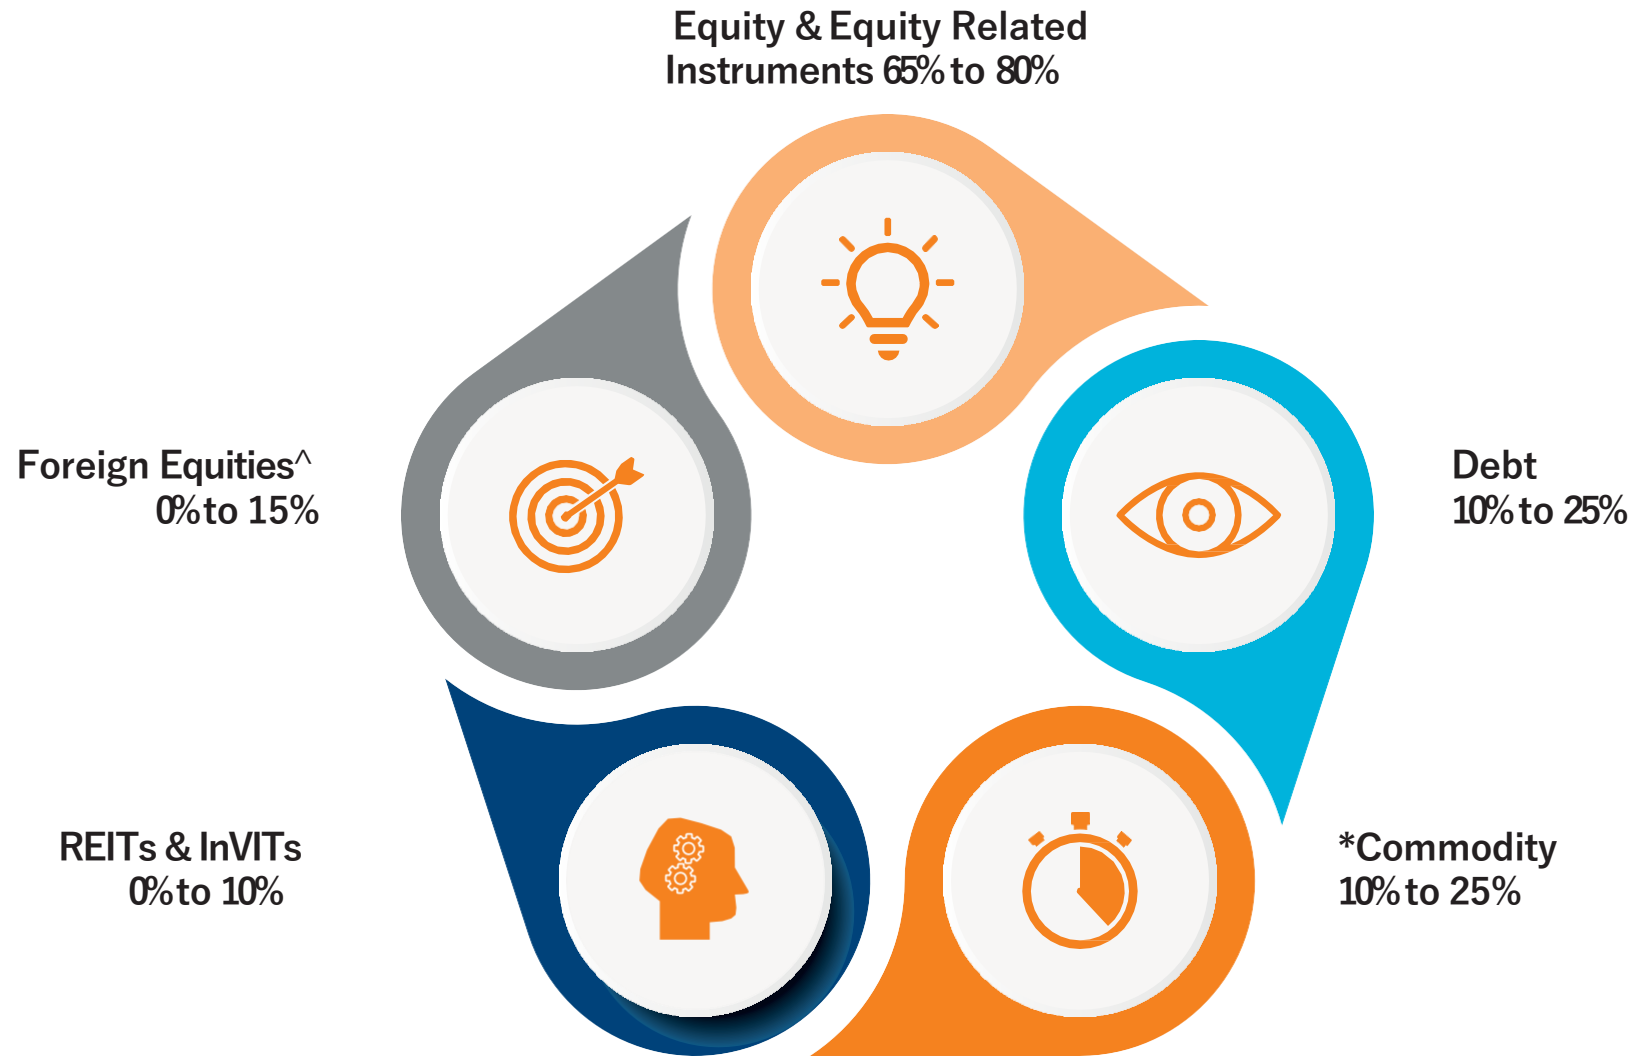 Equity & Equity Related
Instruments 65% to 80%
Foreign Equities^
0% to 15%
Debt
10% to 25%
REITs & InVITs
0% to 10%
*Commodity
10% to 25%